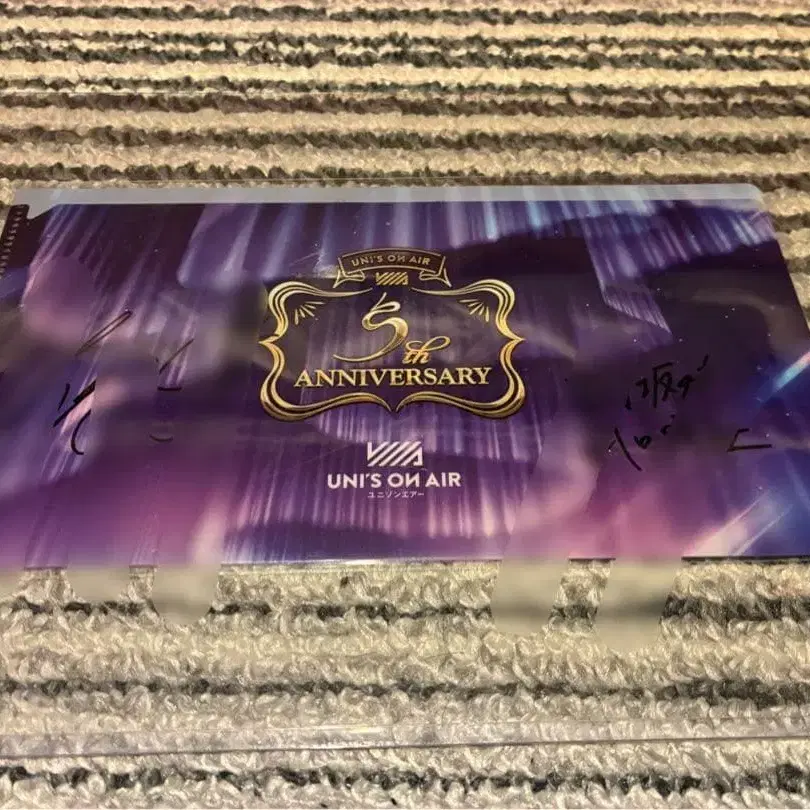 UNI'S ON AIR
5th
ANNIVERSARY
UNI'S ON AIR
ユニゾンエアー